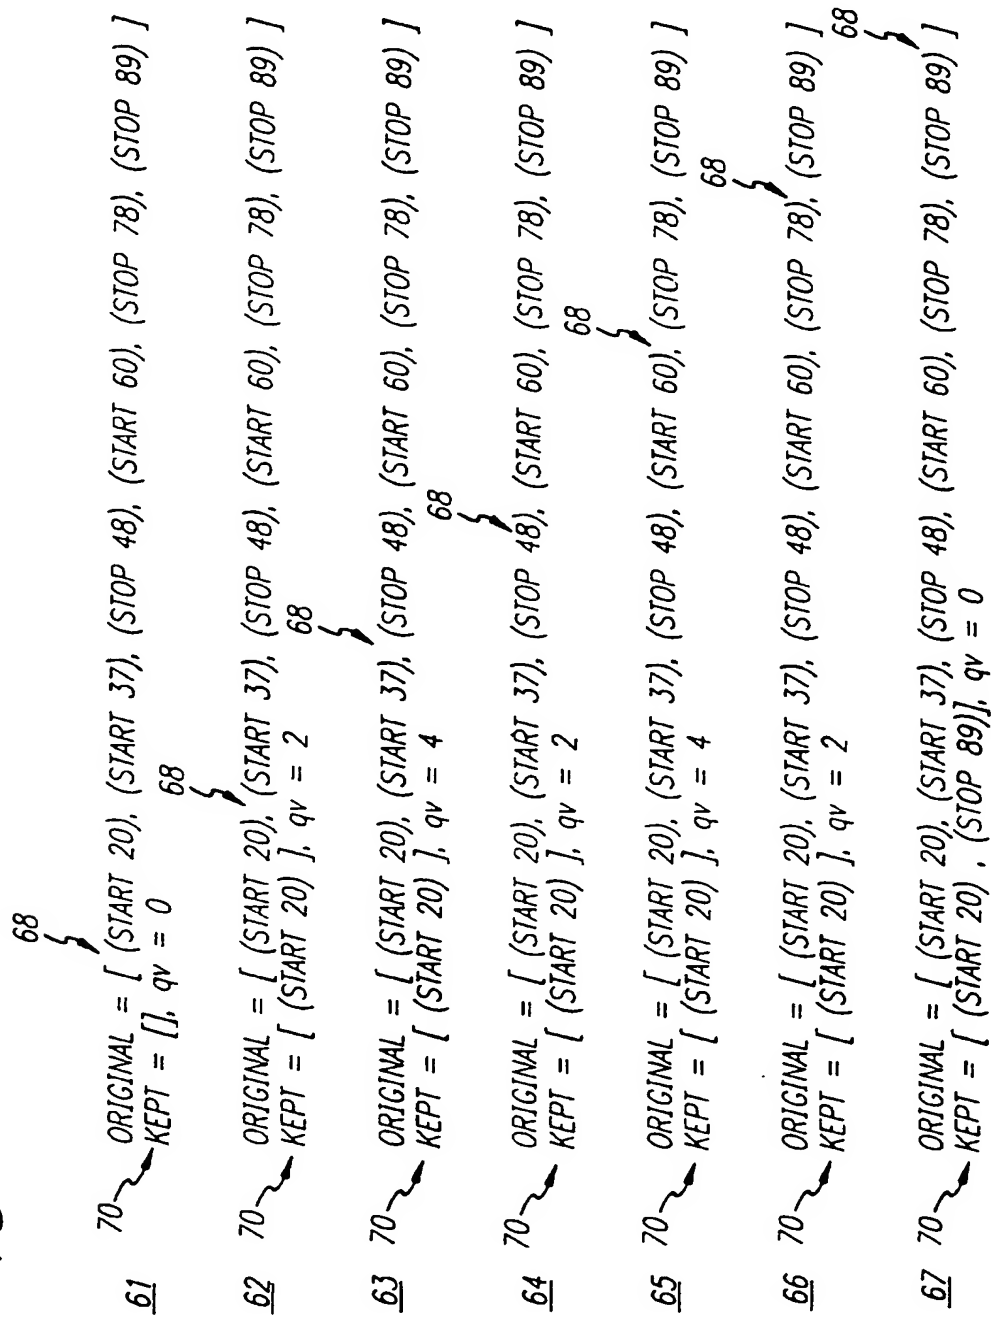 68
61 70 ORIGINAL = [ (START 20), (START 37), (STOP 48), (START 60), (STOP 78), (STOP 89) ]
KEPT = [], qv = 0
68
62 70 ORIGINAL = [ (START 20), (START 37), (STOP 48), (START 60), (STOP 78), (STOP 89) ]
KEPT = [ (START 20) ], qv = 2
68
63 70 ORIGINAL = [ (START 20), (START 37), (STOP 48), (START 60), (STOP 78), (STOP 89) ]
KEPT = [ (START 20) ], qv = 4
68
64 70 ORIGINAL = [ (START 20), (START 37), (STOP 48), (START 60), (STOP 78), (STOP 89) ]
KEPT = [ (START 20) ], qv = 2
68
65 70 ORIGINAL = [ (START 20), (START 37), (STOP 48), (START 60), (STOP 78), (STOP 89) ]
KEPT = [ (START 20) ], qv = 4
68
66 70 ORIGINAL = [ (START 20), (START 37), (STOP 48), (START 60), (STOP 78), (STOP 89) ]
KEPT = [ (START 20) ], qv = 2
68
67 70 ORIGINAL = [ (START 20), (START 37), (STOP 48), (START 60), (STOP 78), (STOP 89) ]
KEPT = [ (START 20) , (STOP 89)], qv = 0